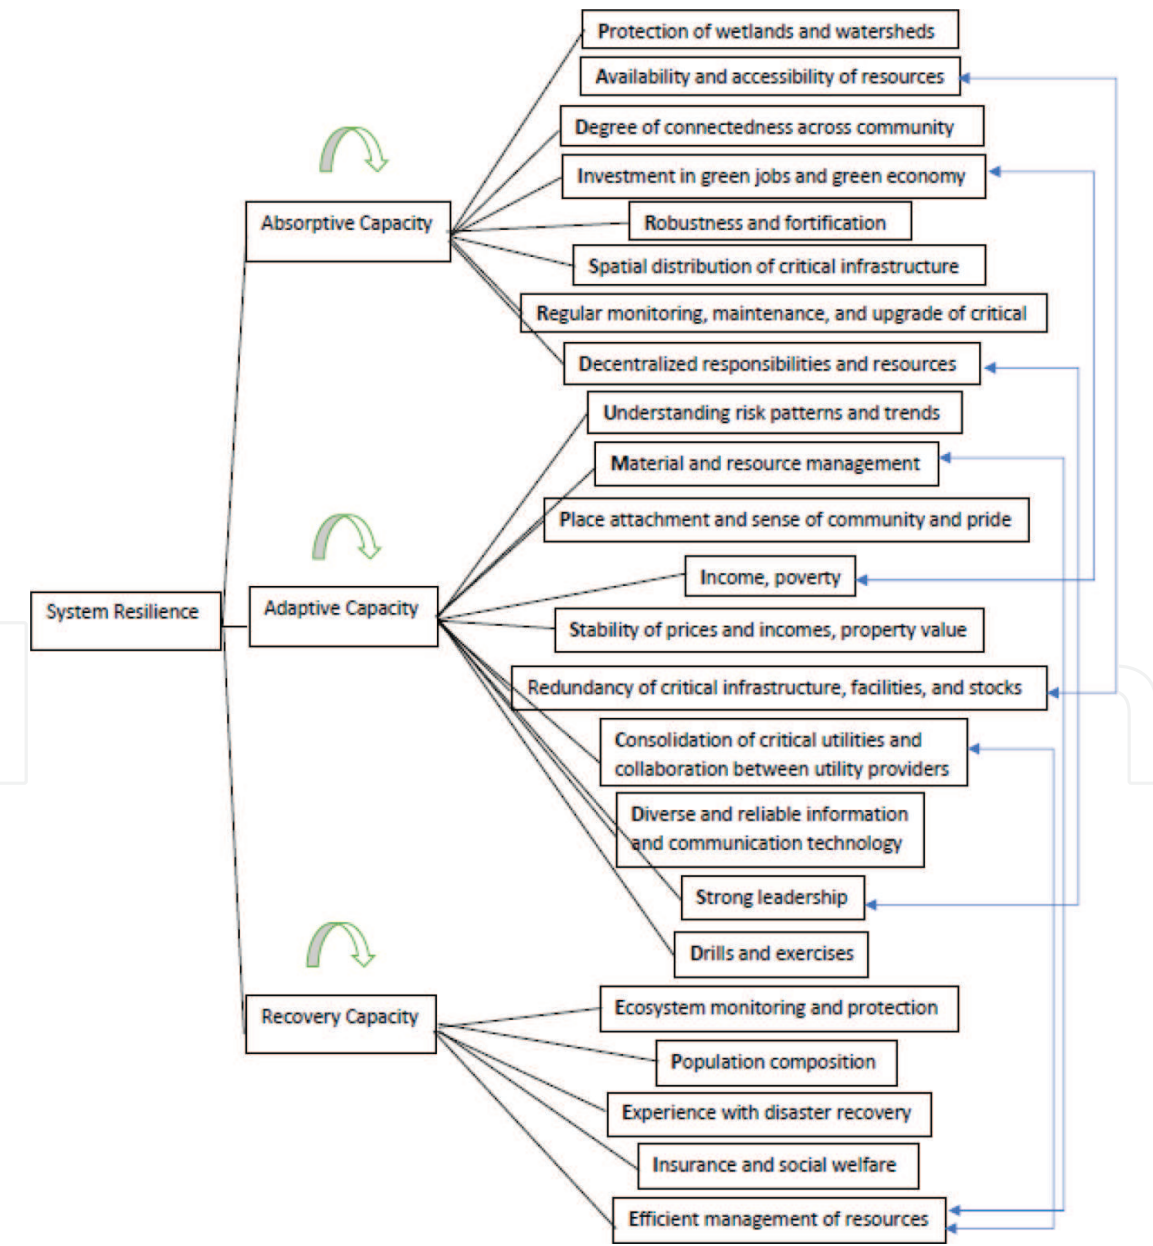 Protection of wetlands and watersheds
Availability and accessibility of resources
Degree of connectedness across community
Investment in green jobs and green economy
Absorptive Capacity
Robustness and fortification
Spatial distribution of critical infrastructure
Regular monitoring, maintenance, and upgrade of critical
Decentralized responsibilities and resources
Understanding risk patterns and trends
Material and resource management
Place attachment and sense of community and pride
Income, poverty
System Resilience
Adaptive Capacity
Stability of prices and incomes, property value
Redundancy of critical infrastructure, facilities, and stocks
Consolidation of critical utilities and
collaboration between utility providers
Diverse and reliable information
and communication technology
Strong leadership
Drills and exercises
Recovery Capacity
Ecosystem monitoring and protection
Population composition
Experience with disaster recovery
Insurance and social welfare
Efficient management of resources